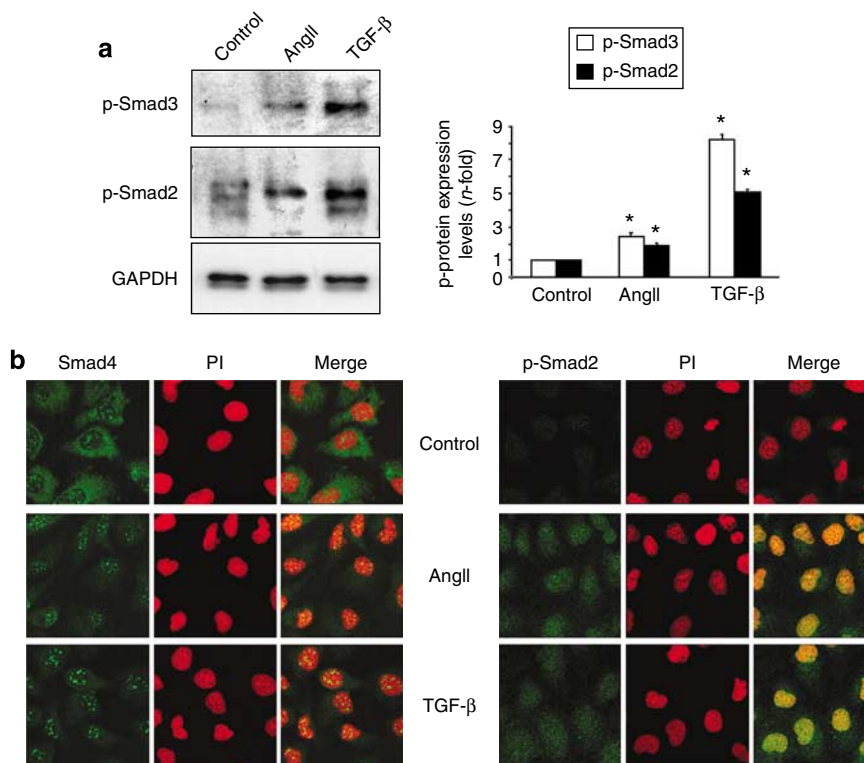 a
Control
AngII
TGF-β
p-Smad3
p-Smad2
GAPDH
p-Smad3
p-Smad2
p-protein expression
levels (n-fold)
9
7
5
3
1
0
*
*
*
*
Control
AngII
TGF-β
b
Smad4
PI
Merge
p-Smad2
PI
Merge
Control
AngII
TGF-β